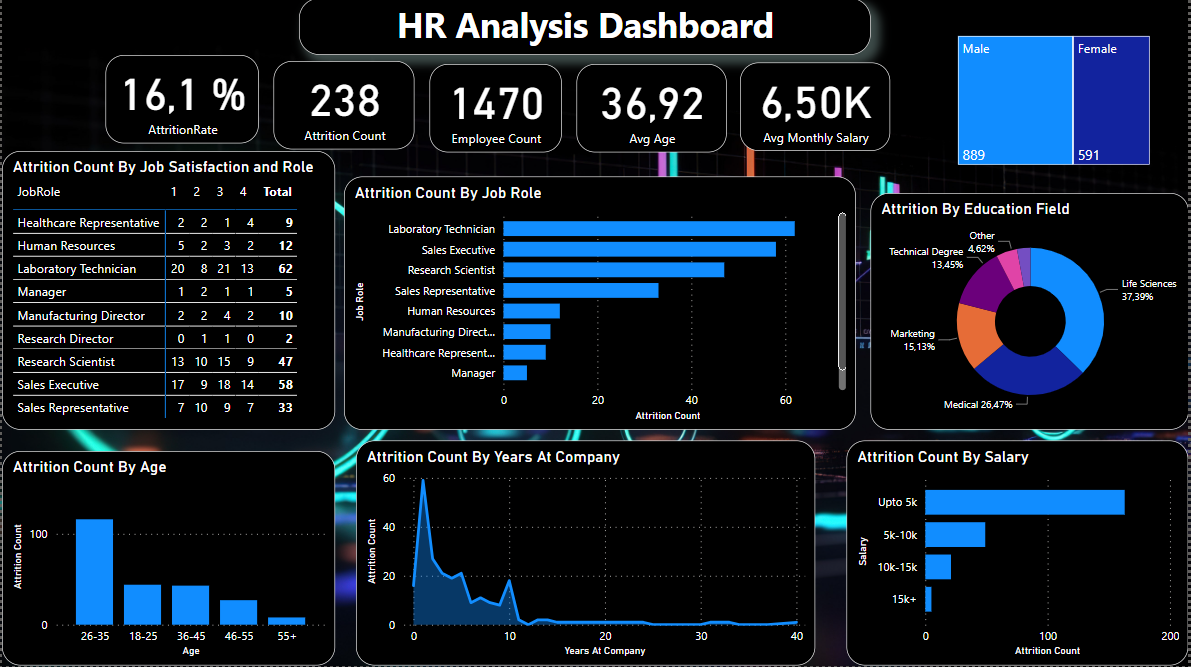 HR Analysis Dashboard
16,1 %
AttritionRate
238
Attrition Count
1470
Employee Count
36,92
Avg Age
6,50K
Avg Monthly Salary
Male
Female
889
591
Attrition Count By Job Satisfaction and Role
JobRole 1 2 3 4 Total
Healthcare Representative 2 2 1 4 9
Human Resources 5 2 3 2 12
Laboratory Technician 20 8 21 13 62
Manager 1 2 1 1 5
Manufacturing Director 2 2 4 2 10
Research Director 0 1 1 0 2
Research Scientist 13 10 15 9 47
Sales Executive 17 9 18 14 58
Sales Representative 7 10 9 7 33
Attrition Count By Job Role
Job Role
Laboratory Technician
Sales Executive
Research Scientist
Sales Representative
Human Resources
Manufacturing Direct...
Healthcare Represent...
Manager
0 20 40 60
Attrition Count
Attrition By Education Field
Other
4,62%
Technical Degree
13,45%
Life Sciences
37,39%
Marketing
15,13%
Medical 26,47%
Attrition Count By Age
Attrition Count
100
0
26-35 18-25 36-45 46-55 55+
Age
Attrition Count By Years At Company
Attrition Count
60
40
20
0
0 10 20 30 40
Years At Company
Attrition Count By Salary
Salary
Upto 5k
5k-10k
10k-15k
15k+
0 100 200
Attrition Count